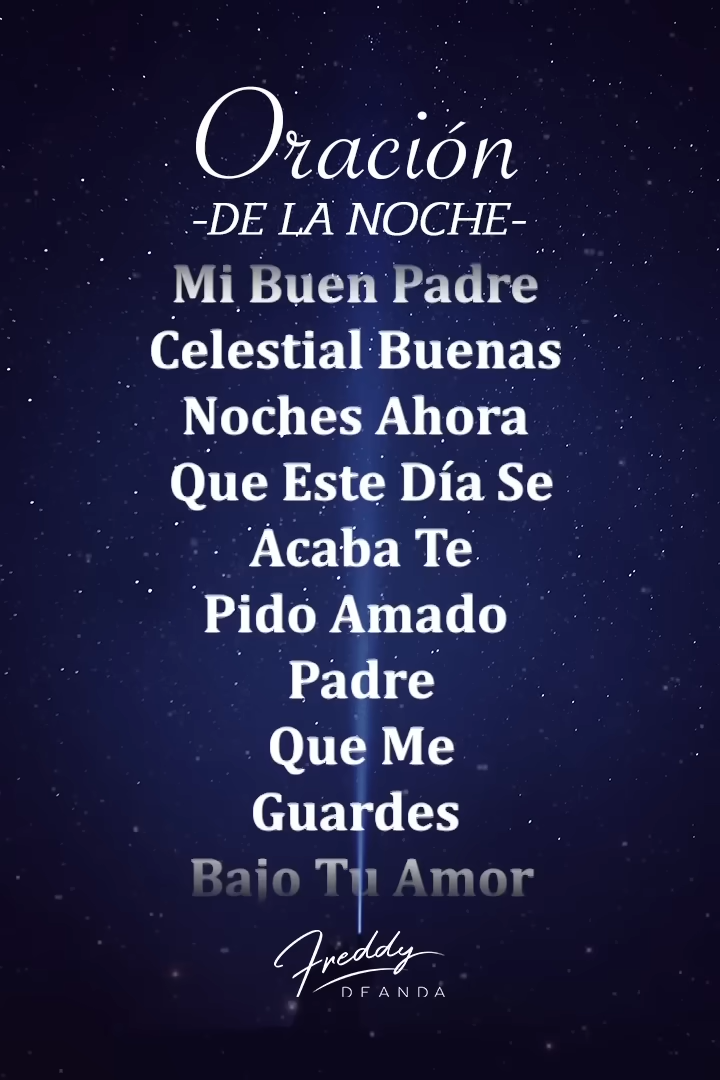 Oración
-DE LA NOCHE-
Mi Buen Padre
Celestial Buenas
Noches Ahora
Que Este Día Se
Acaba Te
Pido Amado
Padre
Que Me
Guardes
Bajo Tu Amor
Freddy
DEANDA